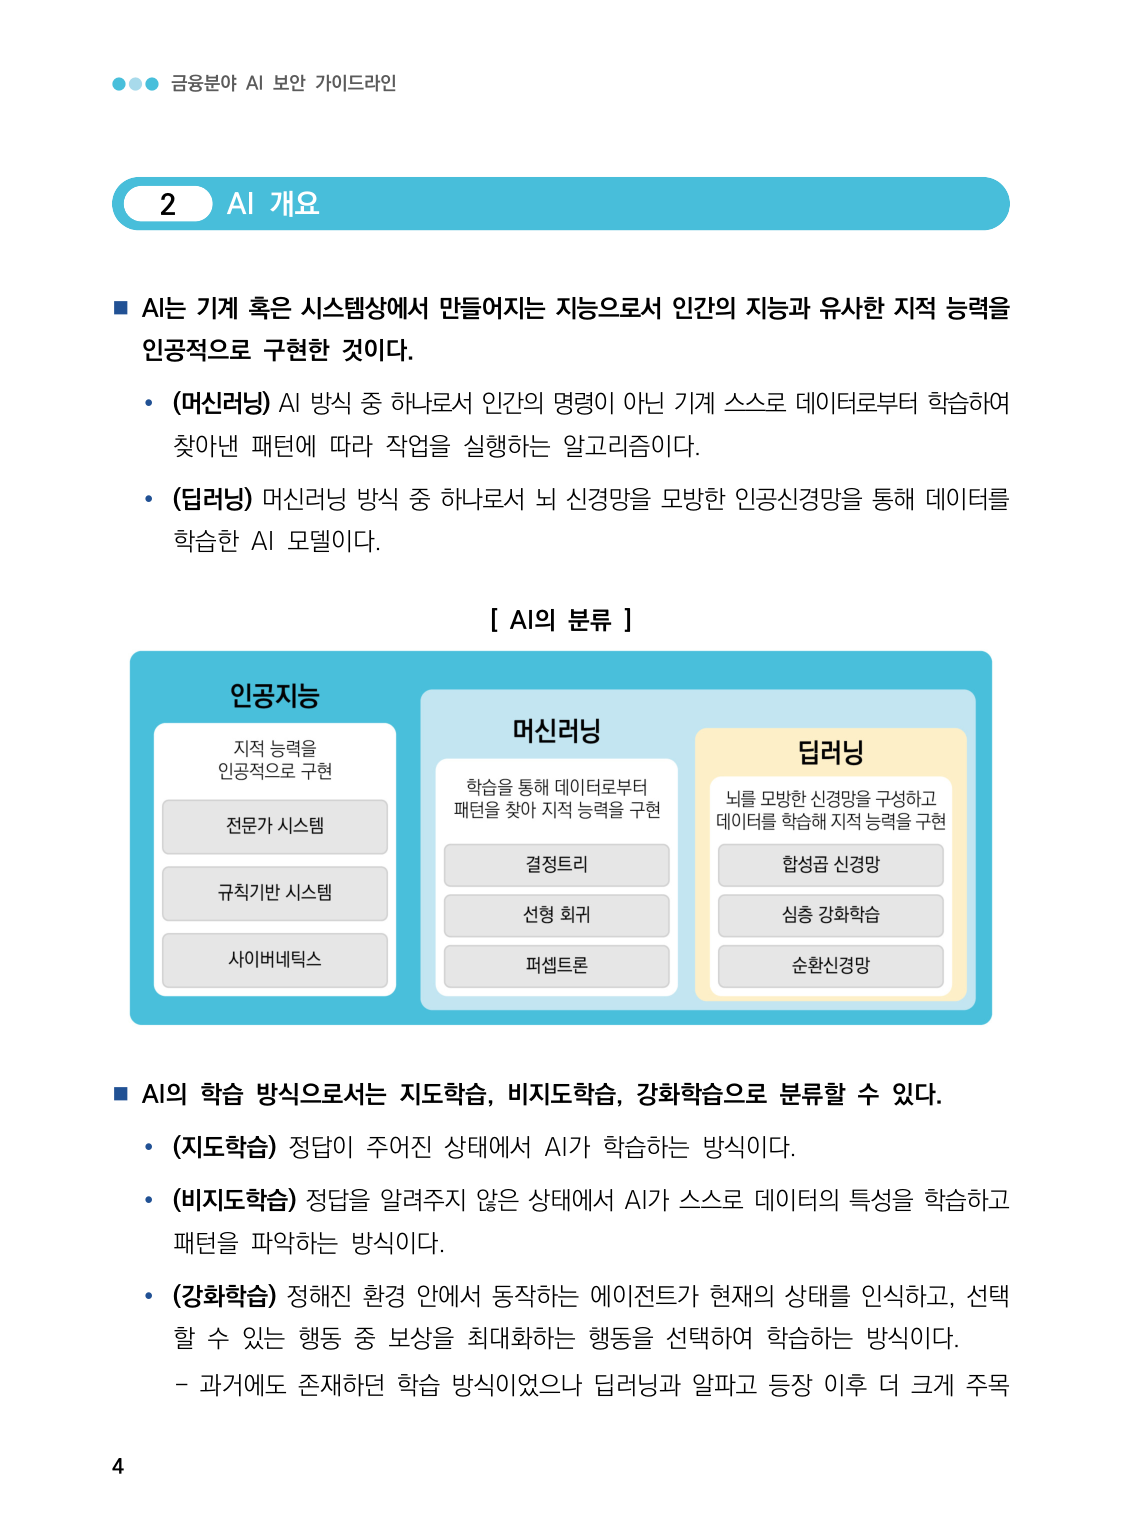 금융분야 AI 보안 가이드라인
2 AI 개요
■ AI는 기계 혹은 시스템상에서 만들어지는 지능으로서 인간의 지능과 유사한 지적 능력을
인공적으로 구현한 것이다.
• (머신러닝) AI 방식 중 하나로서 인간의 명령이 아닌 기계 스스로 데이터로부터 학습하여
찾아낸 패턴에 따라 작업을 실행하는 알고리즘이다.
• (딥러닝) 머신러닝 방식 중 하나로서 뇌 신경망을 모방한 인공신경망을 통해 데이터를
학습한 AI 모델이다.
[ AI의 분류 ]
인공지능
지적 능력을
인공적으로 구현
전문가 시스템
규칙기반 시스템
사이버네틱스
머신러닝
학습을 통해 데이터로부터
패턴을 찾아 지적 능력을 구현
결정트리
선형 회귀
퍼셉트론
딥러닝
뇌를 모방한 신경망을 구성하고
데이터를 학습해 지적 능력을 구현
합성곱 신경망
심층 강화학습
순환신경망
■ AI의 학습 방식으로서는 지도학습, 비지도학습, 강화학습으로 분류할 수 있다.
• (지도학습) 정답이 주어진 상태에서 AI가 학습하는 방식이다.
• (비지도학습) 정답을 알려주지 않은 상태에서 AI가 스스로 데이터의 특성을 학습하고
패턴을 파악하는 방식이다.
• (강화학습) 정해진 환경 안에서 동작하는 에이전트가 현재의 상태를 인식하고, 선택
할 수 있는 행동 중 보상을 최대화하는 행동을 선택하여 학습하는 방식이다.
– 과거에도 존재하던 학습 방식이었으나 딥러닝과 알파고 등장 이후 더 크게 주목
4